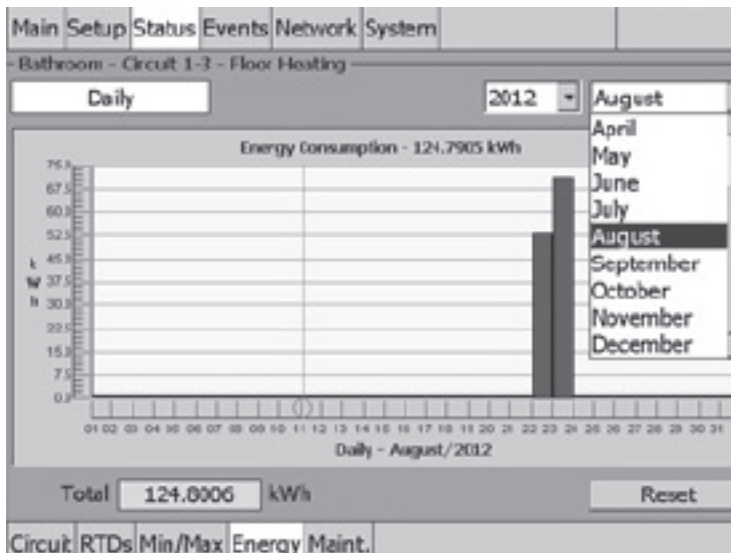 Main Setup Status Events Network System
Bathroom - Circuit 1-3 - Floor Heating
Daily 2012 August
April
May
June
July
August
September
October
November
December
Energy Consumption - 124.7905 kWh
75.0
67.5
60.0
52.5
45.0
37.5
30.0
22.5
15.0
7.5
0.0
k
W
h
01 02 03 04 05 06 07 08 09 10 11 12 13 14 15 16 17 18 19 20 21 22 23 24 25 26 27 28 29 30 31
Daily - August/2012
Total 124.8006 kWh Reset
Circuit RTDs Min/Max Energy Maint.